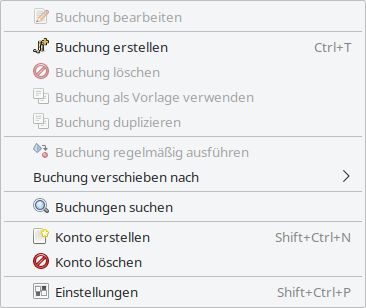 Buchung bearbeiten
Buchung erstellen Ctrl+T
Buchung löschen
Buchung als Vorlage verwenden
Buchung duplizieren
Buchung regelmäßig ausführen
Buchung verschieben nach
Buchungen suchen
Konto erstellen Shift+Ctrl+N
Konto löschen
Einstellungen Shift+Ctrl+P